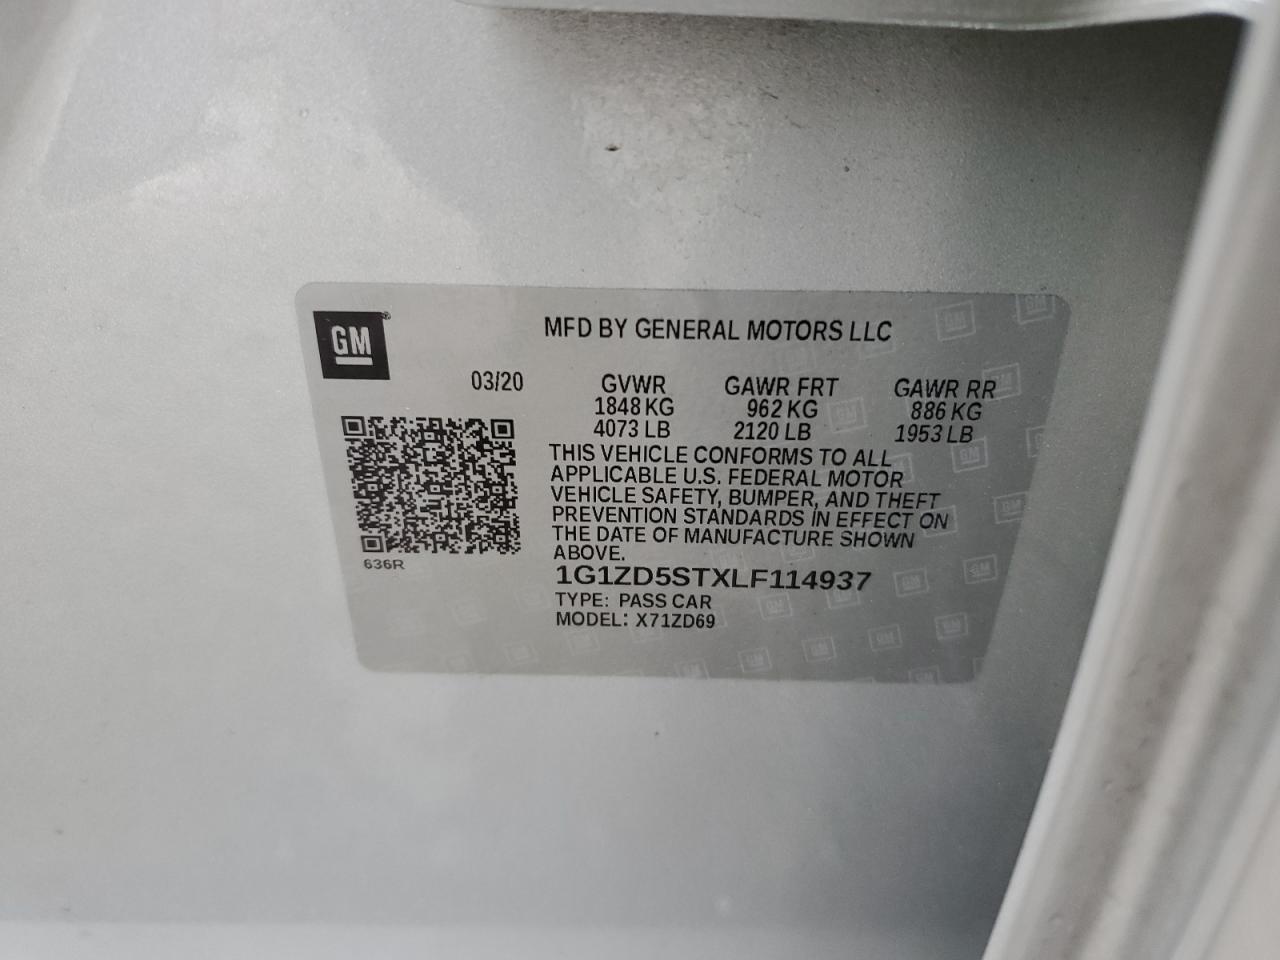 GM®
MFD BY GENERAL MOTORS LLC
03/20
GVWR GAWR FRT GAWR RR
1848 KG 962 KG 886 KG
4073 LB 2120 LB 1953 LB
THIS VEHICLE CONFORMS TO ALL
APPLICABLE U.S. FEDERAL MOTOR
VEHICLE SAFETY, BUMPER, AND THEFT
PREVENTION STANDARDS IN EFFECT ON
THE DATE OF MANUFACTURE SHOWN
ABOVE.
636R
1G1ZD5STXLF114937
TYPE: PASS CAR
MODEL: X71ZD69